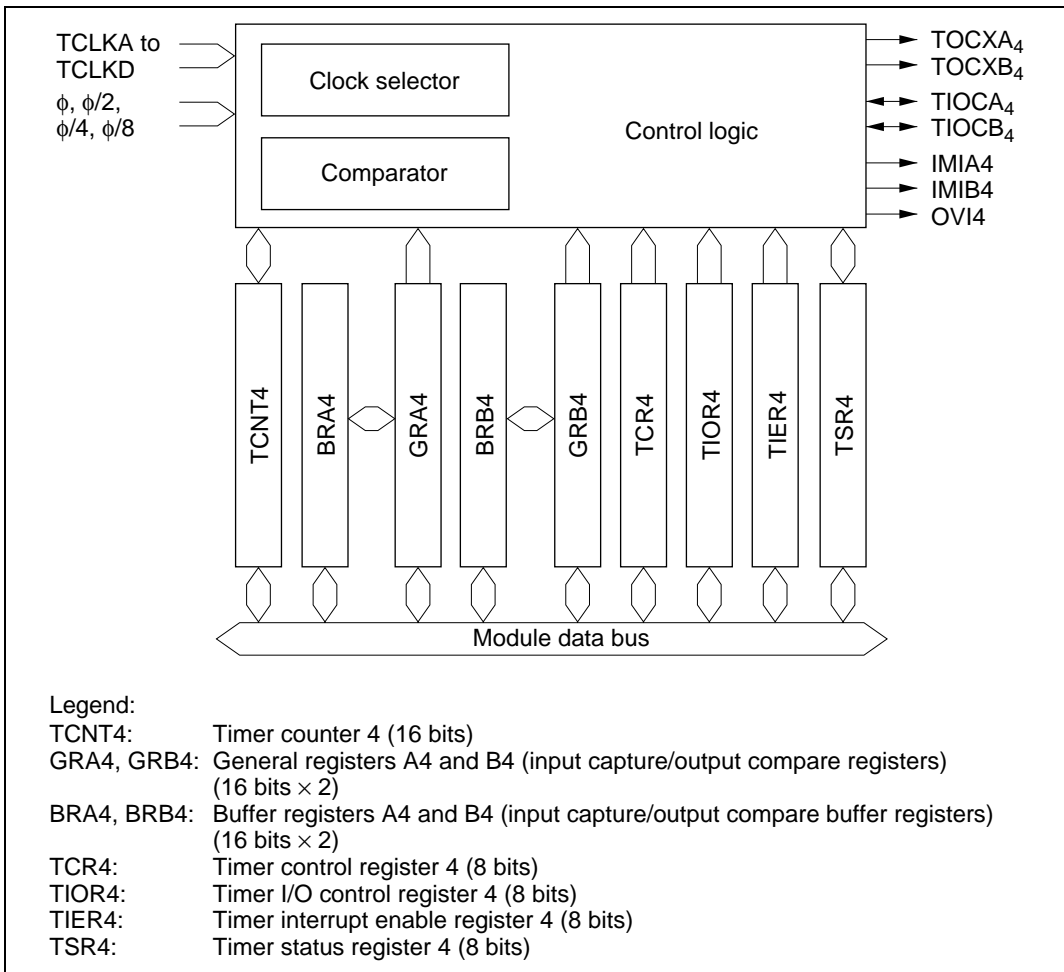 TCLKA to
TCLKD
ϕ, ϕ/2,
ϕ/4, ϕ/8
Clock selector
Comparator
Control logic
TOCXA₄
TOCXB₄
TIOCA₄
TIOCB₄
IMIA4
IMIB4
OVI4
TCNT4
BRA4
GRA4
BRB4
GRB4
TCR4
TIOR4
TIER4
TSR4
Module data bus
Legend:
TCNT4: Timer counter 4 (16 bits)
GRA4, GRB4: General registers A4 and B4 (input capture/output compare registers)
(16 bits × 2)
BRA4, BRB4: Buffer registers A4 and B4 (input capture/output compare buffer registers)
(16 bits × 2)
TCR4: Timer control register 4 (8 bits)
TIOR4: Timer I/O control register 4 (8 bits)
TIER4: Timer interrupt enable register 4 (8 bits)
TSR4: Timer status register 4 (8 bits)